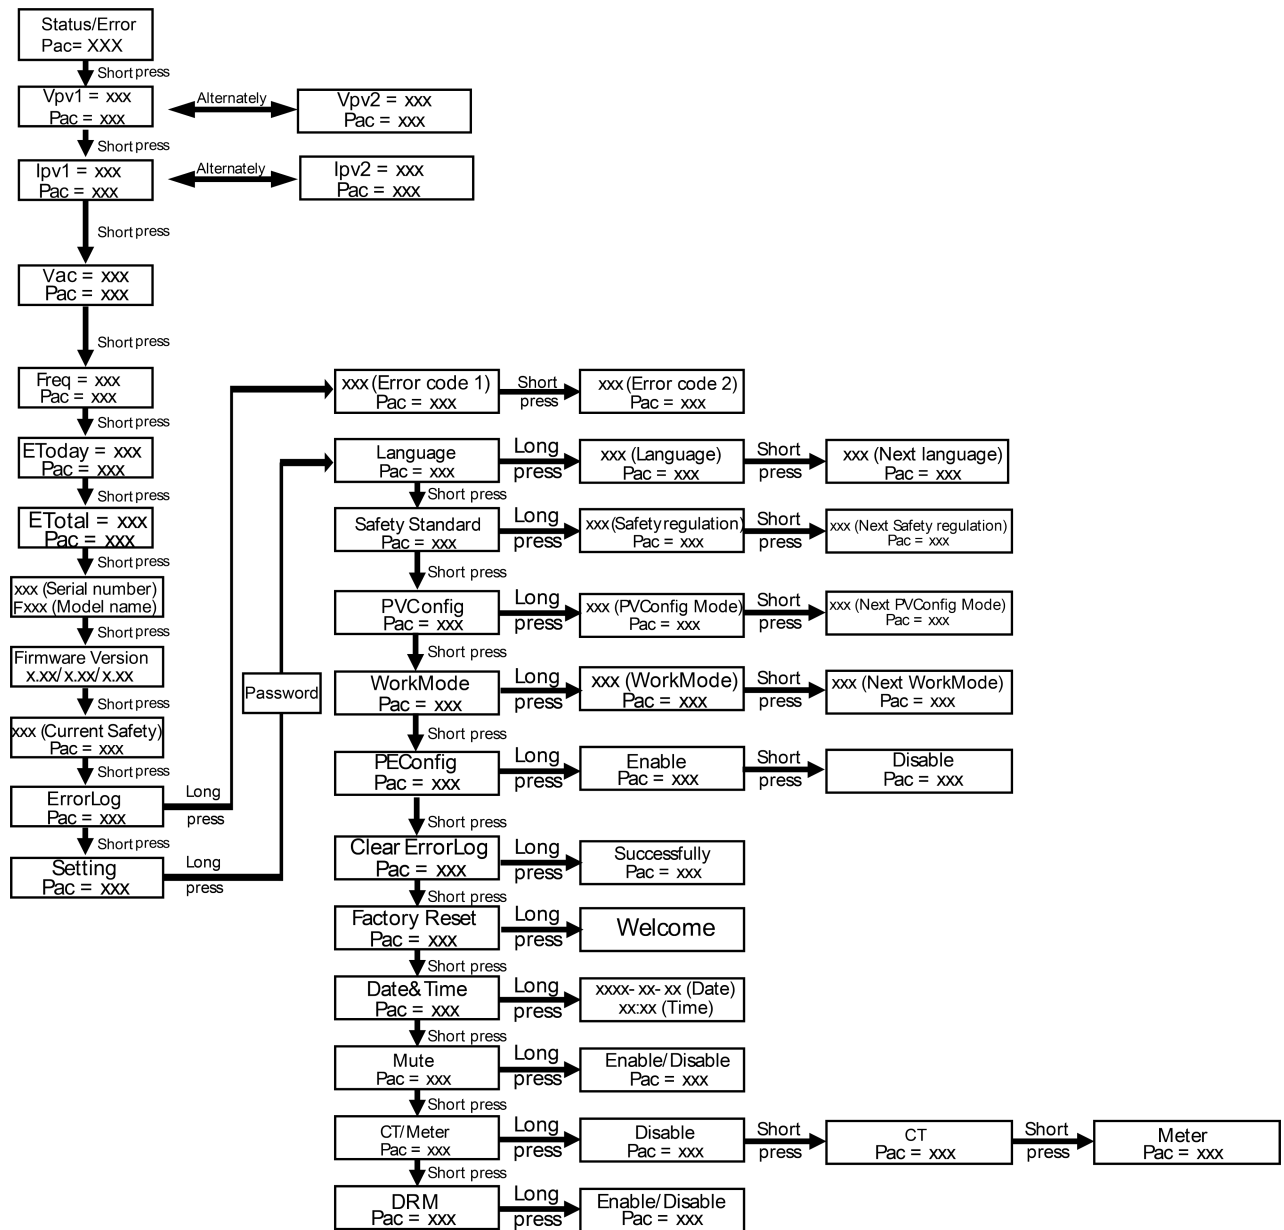 Status/Error
Pac= XXX
Short press
Vpv1 = xxx
Pac = xxx
Alternately
Vpv2 = xxx
Pac = xxx
Short press
Ipv1 = xxx
Pac = xxx
Alternately
Ipv2 = xxx
Pac = xxx
Short press
Vac = xxx
Pac = xxx
Short press
Freq = xxx
Pac = xxx
Short press
EToday = xxx
Pac = xxx
Short press
ETotal = xxx
Pac = xxx
Short press
xxx (Serial number)
Fxxx (Model name)
Short press
Firmware Version
x.xx/x.xx/x.xx
Short press
xxx (Current Safety)
Pac = xxx
Short press
ErrorLog
Pac = xxx
Long
press
Short press
Setting
Pac = xxx
Long
press
Password
xxx (Error code 1)
Pac = xxx
Short
press
xxx (Error code 2)
Pac = xxx
Language
Pac = xxx
Long
press
xxx (Language)
Pac = xxx
Short
press
xxx (Next language)
Pac = xxx
Short press
Safety Standard
Pac = xxx
Long
press
xxx (Safety regulation)
Pac = xxx
Short
press
xxx (Next Safety regulation)
Pac = xxx
Short press
PVConfig
Pac = xxx
Long
press
xxx (PVConfig Mode)
Pac = xxx
Short
press
xxx (Next PVConfig Mode)
Pac = xxx
Short press
WorkMode
Pac = xxx
Long
press
xxx (WorkMode)
Pac = xxx
Short
press
xxx (Next WorkMode)
Pac = xxx
Short press
PEConfig
Pac = xxx
Long
press
Enable
Pac = xxx
Short
press
Disable
Pac = xxx
Short press
Clear ErrorLog
Pac = xxx
Long
press
Successfully
Pac = xxx
Short press
Factory Reset
Pac = xxx
Long
press
Welcome
Short press
Date&Time
Pac = xxx
Long
press
xxxx- xx- xx (Date)
xx:xx (Time)
Short press
Mute
Pac = xxx
Long
press
Enable/Disable
Pac = xxx
Short press
CT/Meter
Pac = xxx
Long
press
Disable
Pac = xxx
Short
press
CT
Pac = xxx
Short
press
Meter
Pac = xxx
Short press
DRM
Pac = xxx
Long
press
Enable/Disable
Pac = xxx